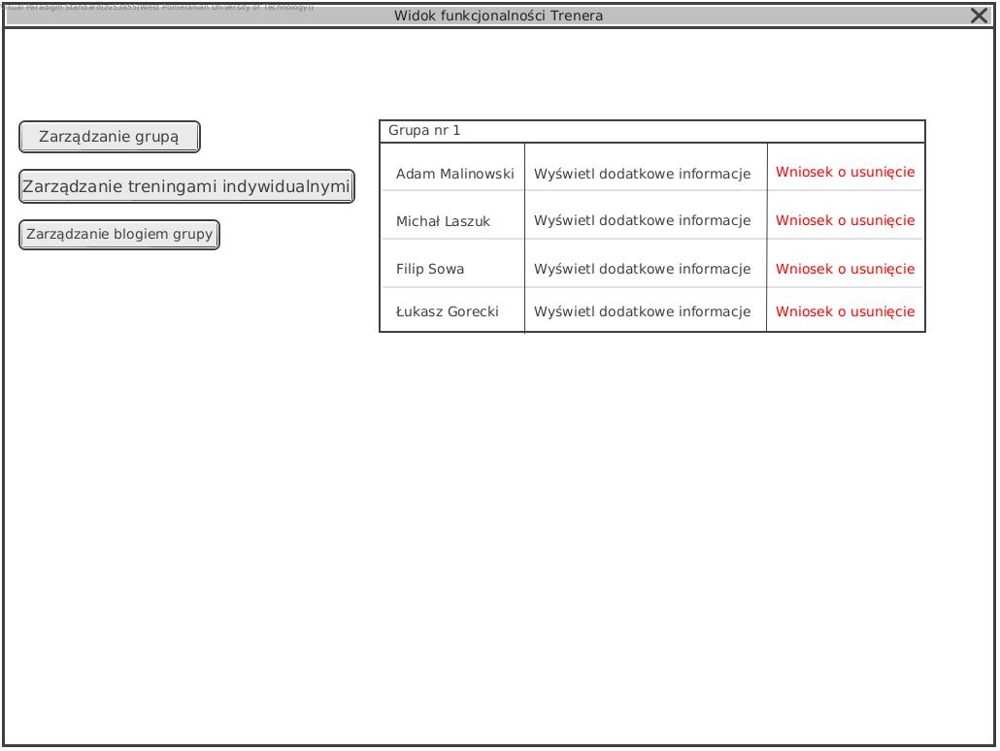 Visual Paradigm Standard(zv53855(West Pomeranian University of Technology))
Widok funkcjonalności Trenera
Zarządzanie grupą
Zarządzanie treningami indywidualnymi
Zarządzanie blogiem grupy
Grupa nr 1
Adam Malinowski Wyświetl dodatkowe informacje Wniosek o usunięcie
Michał Laszuk Wyświetl dodatkowe informacje Wniosek o usunięcie
Filip Sowa Wyświetl dodatkowe informacje Wniosek o usunięcie
Łukasz Gorecki Wyświetl dodatkowe informacje Wniosek o usunięcie